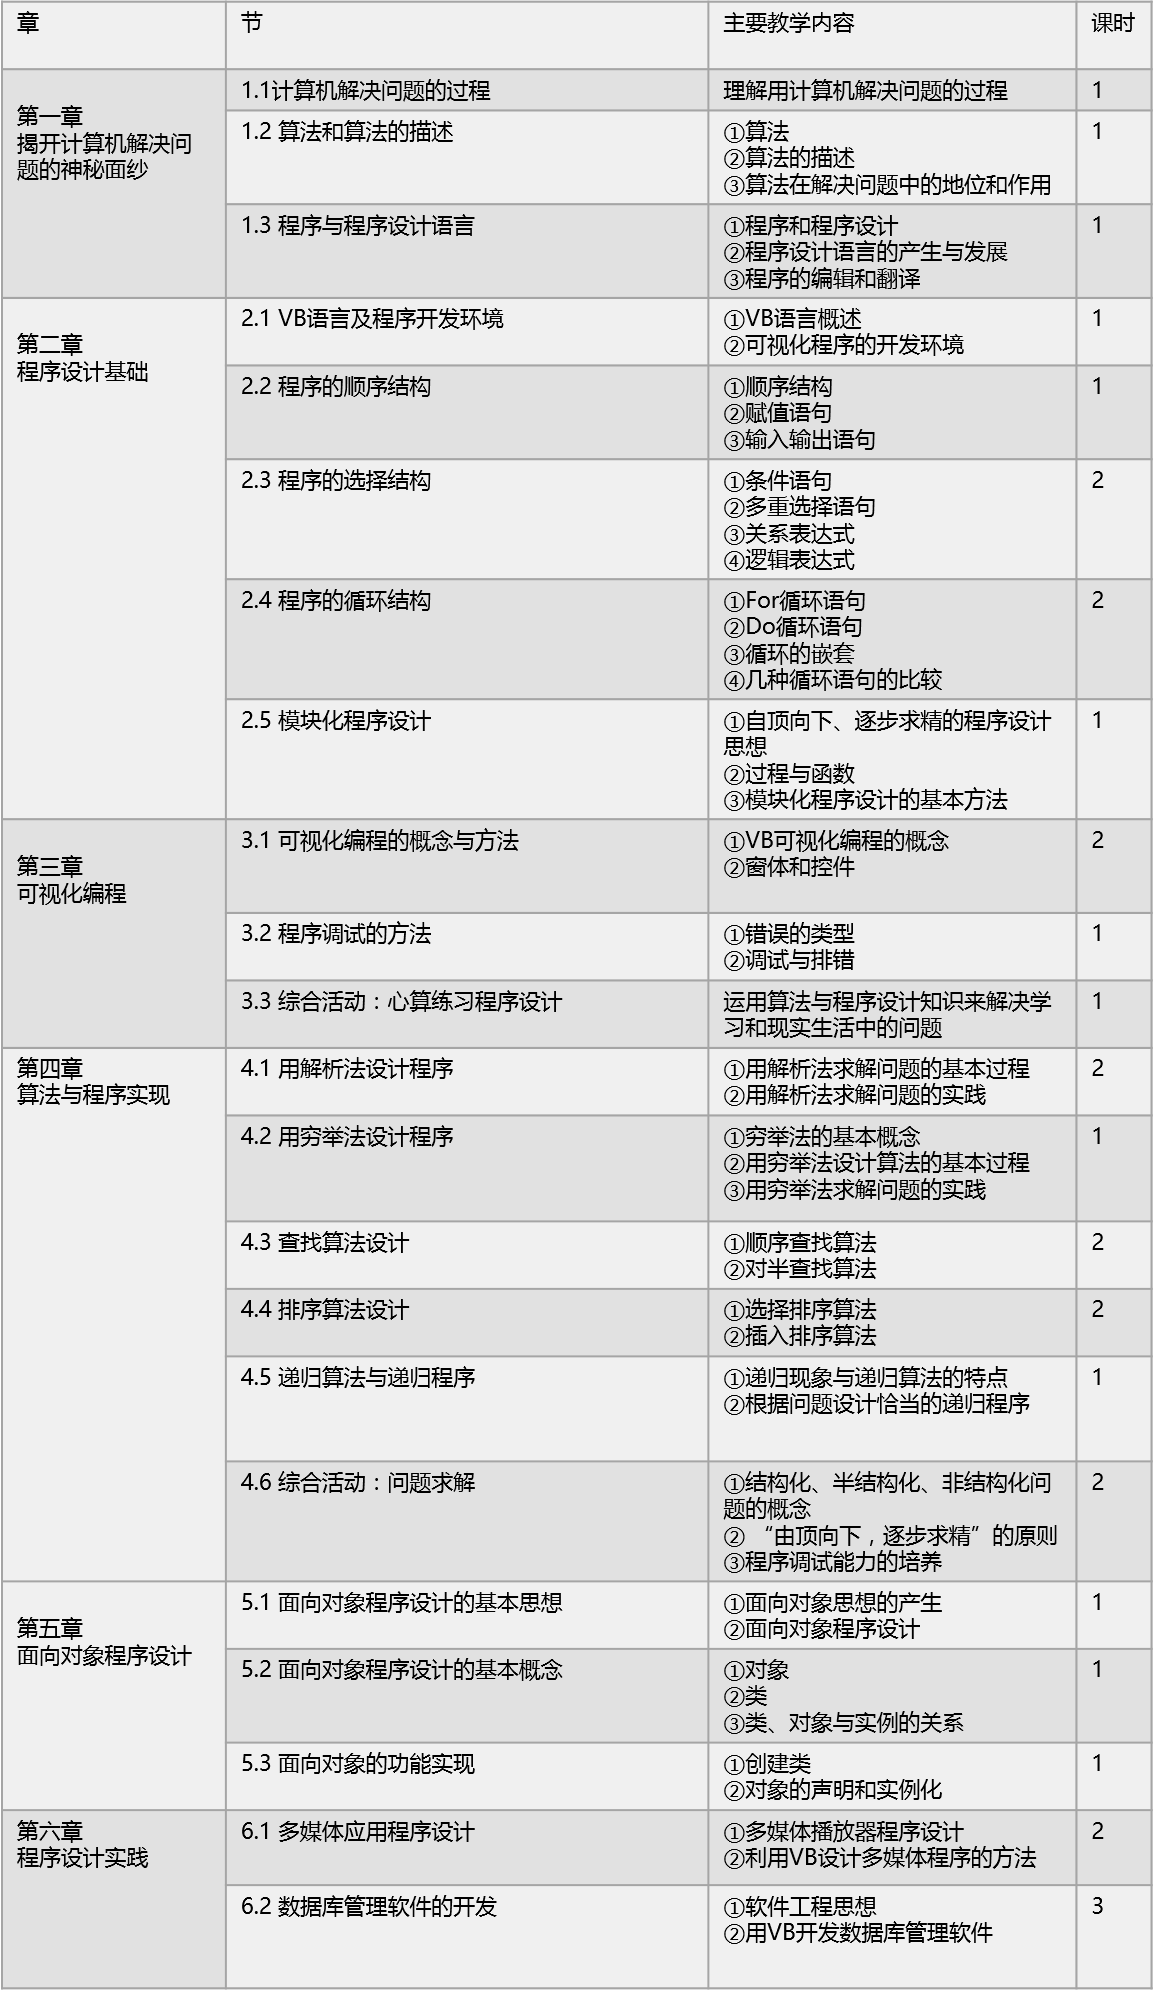 章
节
主要教学内容
课时
第一章
揭开计算机解决问
题的神秘面纱
1.1计算机解决问题的过程
理解用计算机解决问题的过程
1
1.2 算法和算法的描述
①算法
②算法的描述
③算法在解决问题中的地位和作用
1
1.3 程序与程序设计语言
①程序和程序设计
②程序设计语言的产生与发展
③程序的编辑和翻译
1
第二章
程序设计基础
2.1 VB语言及程序开发环境
①VB语言概述
②可视化程序的开发环境
1
2.2 程序的顺序结构
①顺序结构
②赋值语句
③输入输出语句
1
2.3 程序的选择结构
①条件语句
②多重选择语句
③关系表达式
④逻辑表达式
2
2.4 程序的循环结构
①For循环语句
②Do循环语句
③循环的嵌套
④几种循环语句的比较
2
2.5 模块化程序设计
①自顶向下、逐步求精的程序设计
思想
②过程与函数
③模块化程序设计的基本方法
1
第三章
可视化编程
3.1 可视化编程的概念与方法
①VB可视化编程的概念
②窗体和控件
2
3.2 程序调试的方法
①错误的类型
②调试与排错
1
3.3 综合活动：心算练习程序设计
运用算法与程序设计知识来解决学
习和现实生活中的问题
1
第四章
算法与程序实现
4.1 用解析法设计程序
①用解析法求解问题的基本过程
②用解析法求解问题的实践
2
4.2 用穷举法设计程序
①穷举法的基本概念
②用穷举法设计算法的基本过程
③用穷举法求解问题的实践
1
4.3 查找算法设计
①顺序查找算法
②对半查找算法
2
4.4 排序算法设计
①选择排序算法
②插入排序算法
2
4.5 递归算法与递归程序
①递归现象与递归算法的特点
②根据问题设计恰当的递归程序
1
4.6 综合活动：问题求解
①结构化、半结构化、非结构化问
题的概念
② “由顶向下，逐步求精”的原则
③程序调试能力的培养
2
第五章
面向对象程序设计
5.1 面向对象程序设计的基本思想
①面向对象思想的产生
②面向对象程序设计
1
5.2 面向对象程序设计的基本概念
①对象
②类
③类、对象与实例的关系
1
5.3 面向对象的功能实现
①创建类
②对象的声明和实例化
1
第六章
程序设计实践
6.1 多媒体应用程序设计
①多媒体播放器程序设计
②利用VB设计多媒体程序的方法
2
6.2 数据库管理软件的开发
①软件工程思想
②用VB开发数据库管理软件
3